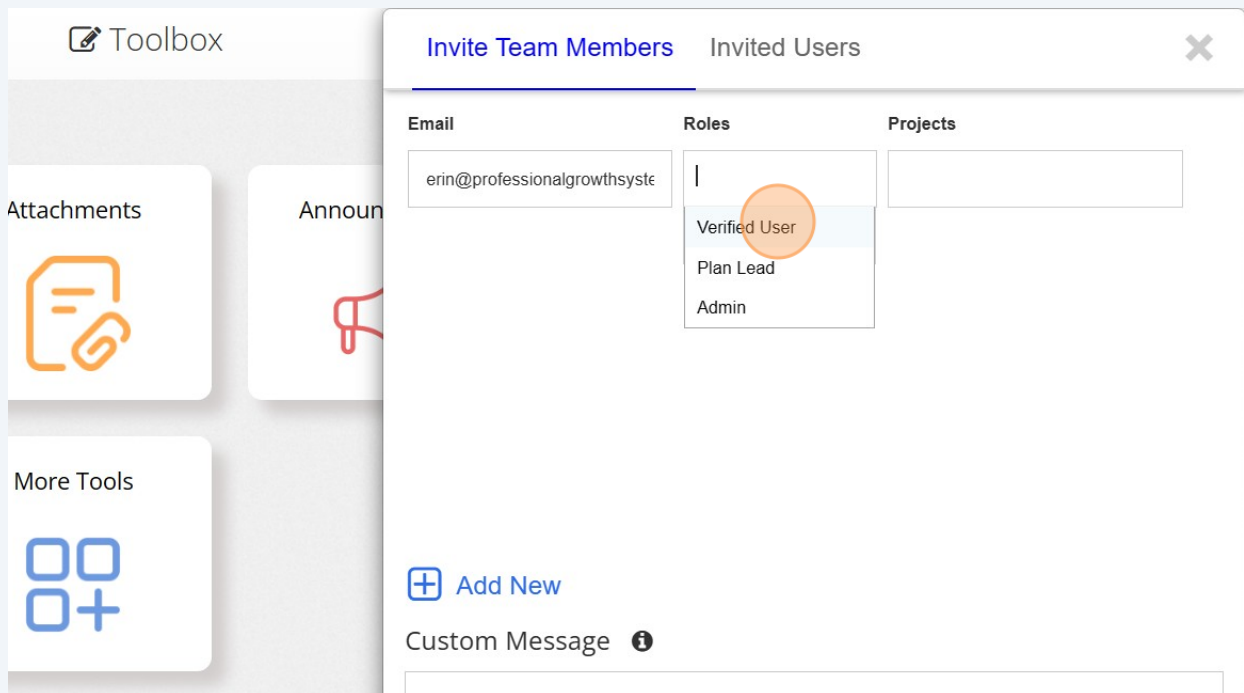 Toolbox
Invite Team Members
Invited Users
Email
Roles
Projects
erin@professionalgrowthsyste
Verified User
Plan Lead
Admin
Attachments
Announ
More Tools
Add New
Custom Message